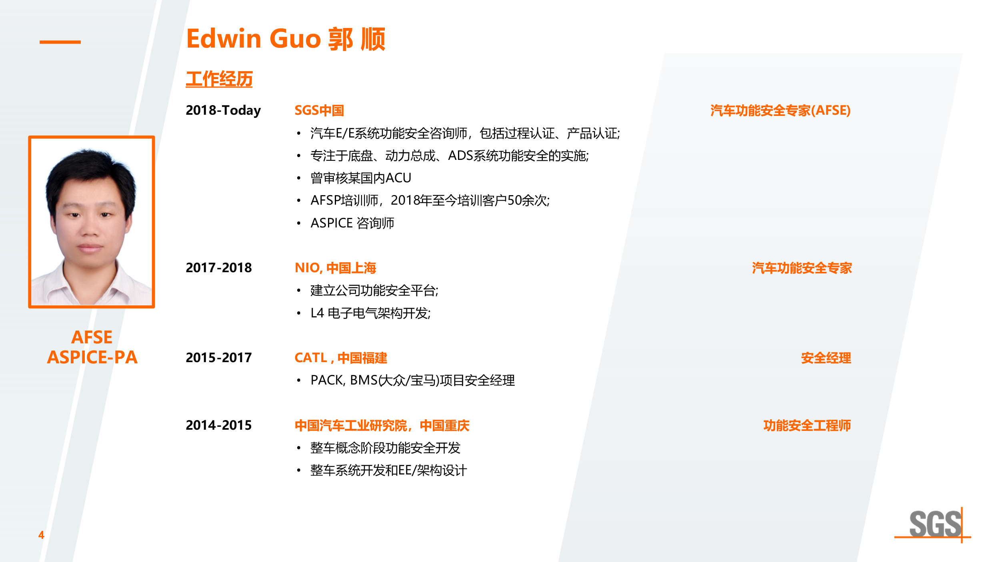 Edwin Guo 郭 顺
工作经历
2018-Today SGS中国 汽车功能安全专家(AFSE)
• 汽车E/E系统功能安全咨询师，包括过程认证、产品认证;
• 专注于底盘、动力总成、ADS系统功能安全的实施;
• 曾审核某国内ACU
• AFSP培训师，2018年至今培训客户50余次;
• ASPICE 咨询师
2017-2018 NIO, 中国上海 汽车功能安全专家
• 建立公司功能安全平台;
• L4 电子电气架构开发;
AFSE
ASPICE-PA
2015-2017 CATL , 中国福建 安全经理
• PACK, BMS(大众/宝马)项目安全经理
2014-2015 中国汽车工业研究院，中国重庆 功能安全工程师
• 整车概念阶段功能安全开发
• 整车系统开发和EE/架构设计
4
SGS